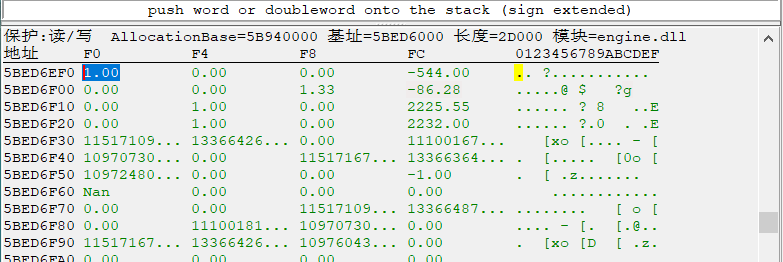 push word or doubleword onto the stack (sign extended)
保护:读/写 AllocationBase=5B940000 基址=5BED6000 长度=2D000 模块=engine.dll
地址 F0 F4 F8 FC 0123456789ABCDEF
5BED6EF0 1.00 0.00 0.00 -544.00 .. ?...........
5BED6F00 0.00 0.00 1.33 -86.28 .....@ $ ?g
5BED6F10 0.00 1.00 0.00 2225.55 ...... ? 8 ..E
5BED6F20 0.00 1.00 0.00 2232.00 ...... ?.0 . .E
5BED6F30 11517109... 13366426... 0.00 11100167... . [xo [.... - [
5BED6F40 10970730... 0.00 11517167... 13366364... . [..... [0o [
5BED6F50 10972480... 0.00 0.00 -1.00 . [ .z.......
5BED6F60 Nan 0.00 0.00 0.00 ............
5BED6F70 0.00 0.00 11517109... 13366487... ........ [ o [
5BED6F80 0.00 11100181... 10970730... 0.00 .... - [. [.@..
5BED6F90 11517167... 13366426... 10976043... 0.00 . [xo [D [ .z.
5BED6FA0 0.00 0.00 0.00 0.00